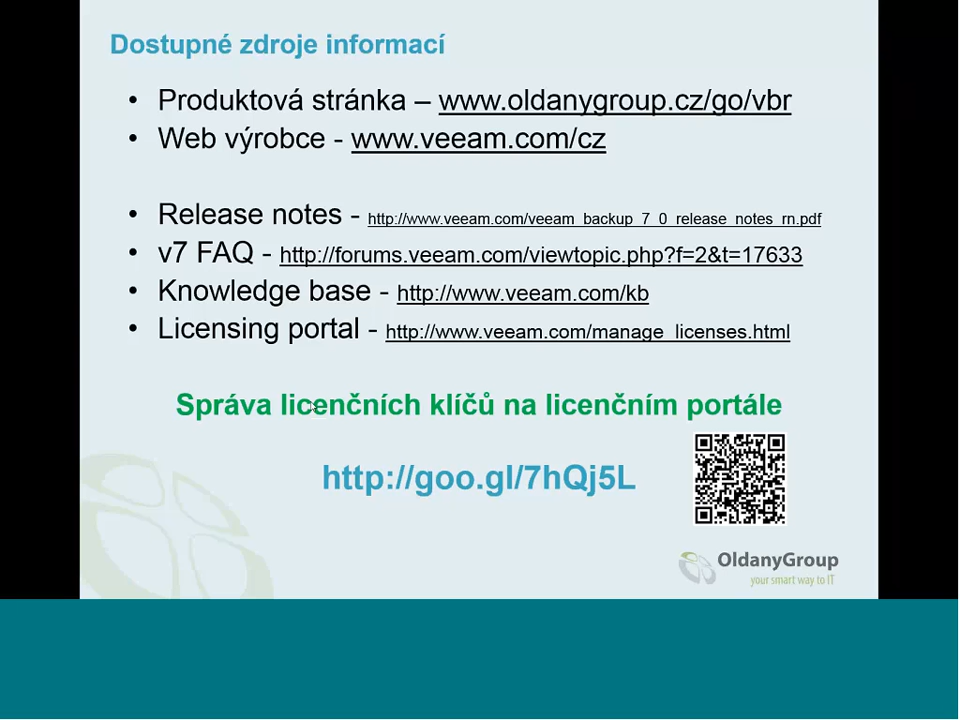 Dostupné zdroje informací
• Produktová stránka – www.oldanygroup.cz/go/vbr
• Web výrobce - www.veeam.com/cz
• Release notes - http://www.veeam.com/veeam_backup_7_0_release_notes_rn.pdf
• v7 FAQ - http://forums.veeam.com/viewtopic.php?f=2&t=17633
• Knowledge base - http://www.veeam.com/kb
• Licensing portal - http://www.veeam.com/manage_licenses.html
Správa licenčních klíčů na licenčním portále
http://goo.gl/7hQj5L
OldanyGroup
your smart way to IT